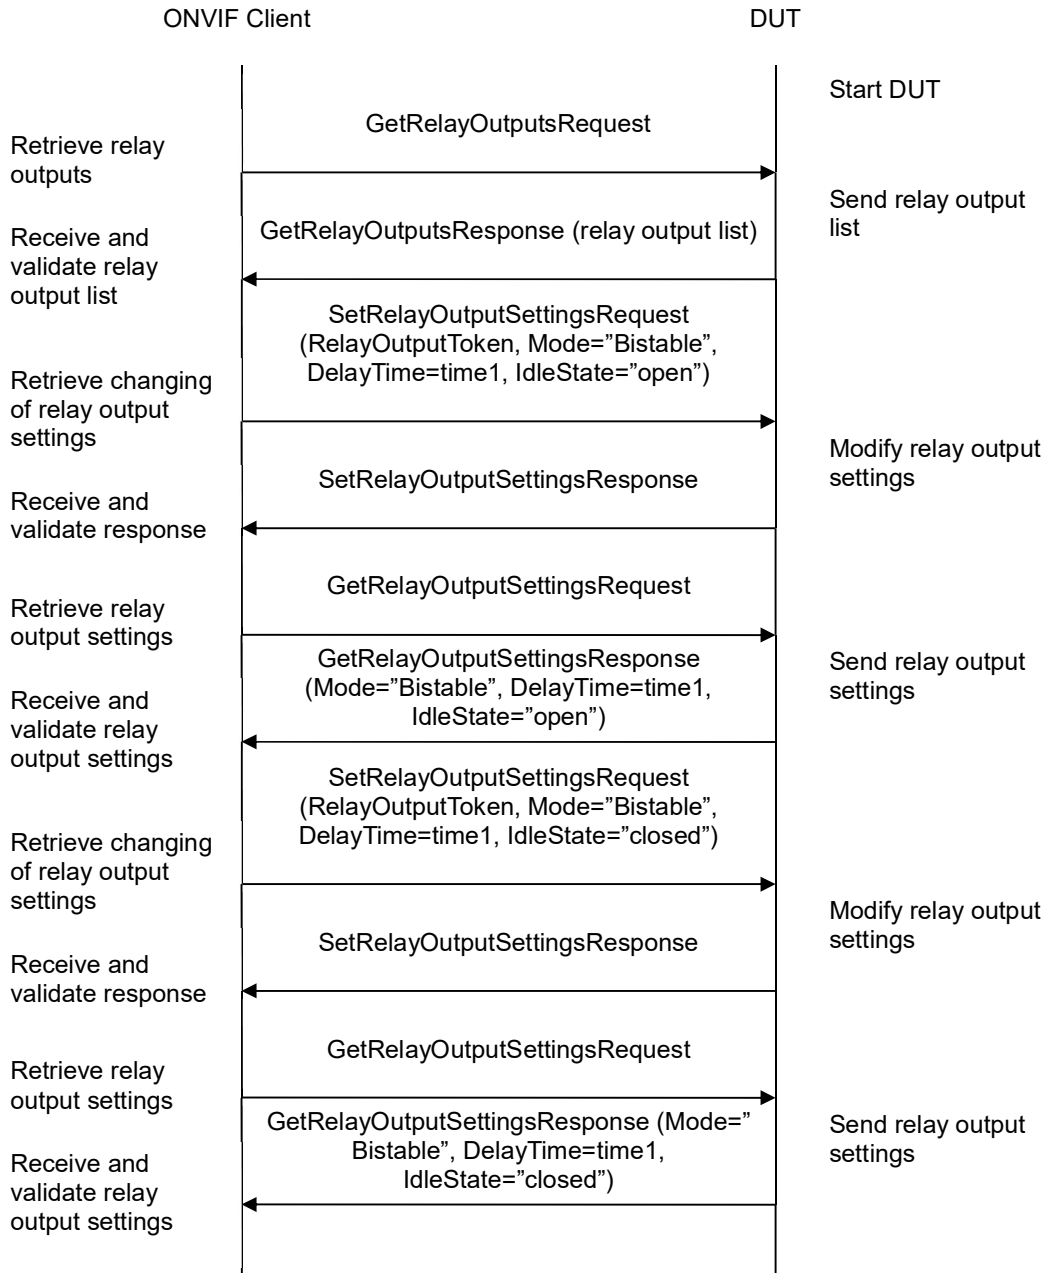 ONVIF Client
DUT
Start DUT
GetRelayOutputsRequest
Retrieve relay
outputs
Send relay output
list
GetRelayOutputsResponse (relay output list)
Receive and
validate relay
output list
SetRelayOutputSettingsRequest
(RelayOutputToken, Mode=”Bistable”,
DelayTime=time1, IdleState=”open”)
Retrieve changing
of relay output
settings
Modify relay output
settings
SetRelayOutputSettingsResponse
Receive and
validate response
GetRelayOutputSettingsRequest
Retrieve relay
output settings
GetRelayOutputSettingsResponse
(Mode=”Bistable”, DelayTime=time1,
IdleState=”open”)
Send relay output
settings
Receive and
validate relay
output settings
SetRelayOutputSettingsRequest
(RelayOutputToken, Mode=”Bistable”,
DelayTime=time1, IdleState=”closed”)
Retrieve changing
of relay output
settings
Modify relay output
settings
SetRelayOutputSettingsResponse
Receive and
validate response
GetRelayOutputSettingsRequest
Retrieve relay
output settings
GetRelayOutputSettingsResponse (Mode=”
Bistable”, DelayTime=time1,
IdleState=”closed”)
Send relay output
settings
Receive and
validate relay
output settings